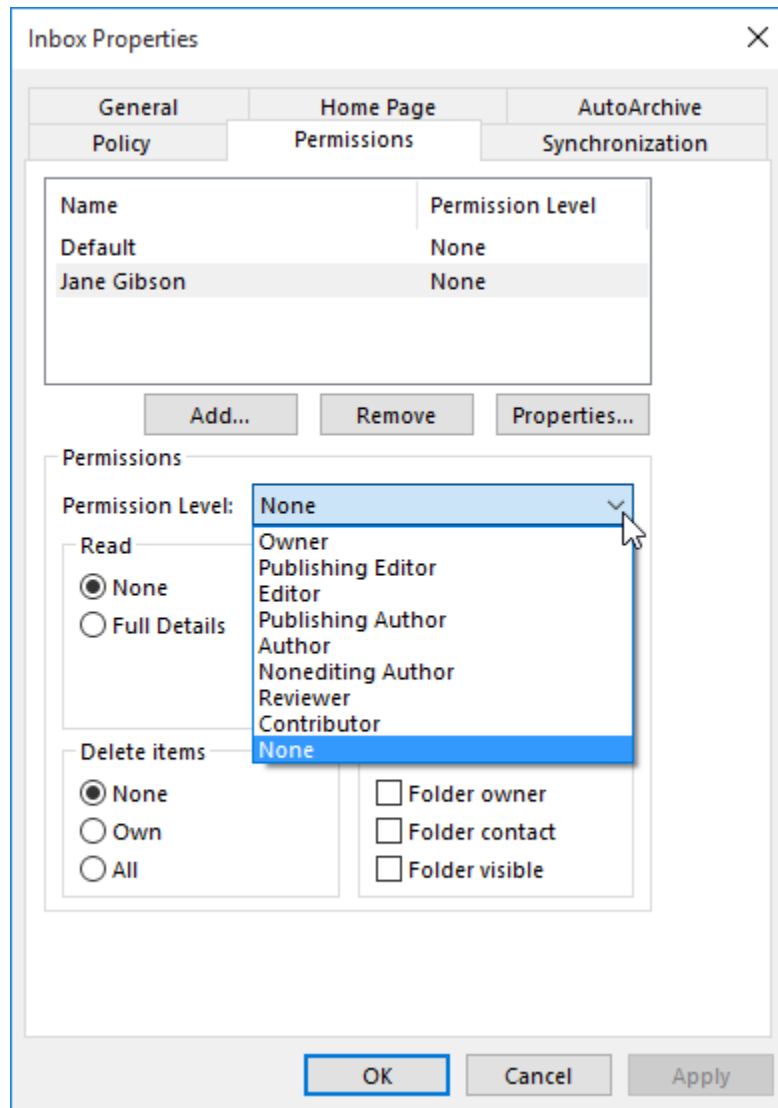 Inbox Properties
General Home Page AutoArchive
Policy Permissions Synchronization
Name Permission Level
Default None
Jane Gibson None
Add... Remove Properties...
Permissions
Permission Level: None
Owner
Publishing Editor
Editor
Publishing Author
Author
Nonediting Author
Reviewer
Contributor
None
Read
None
Full Details
Delete items
None
Own
All
Folder owner
Folder contact
Folder visible
OK Cancel Apply